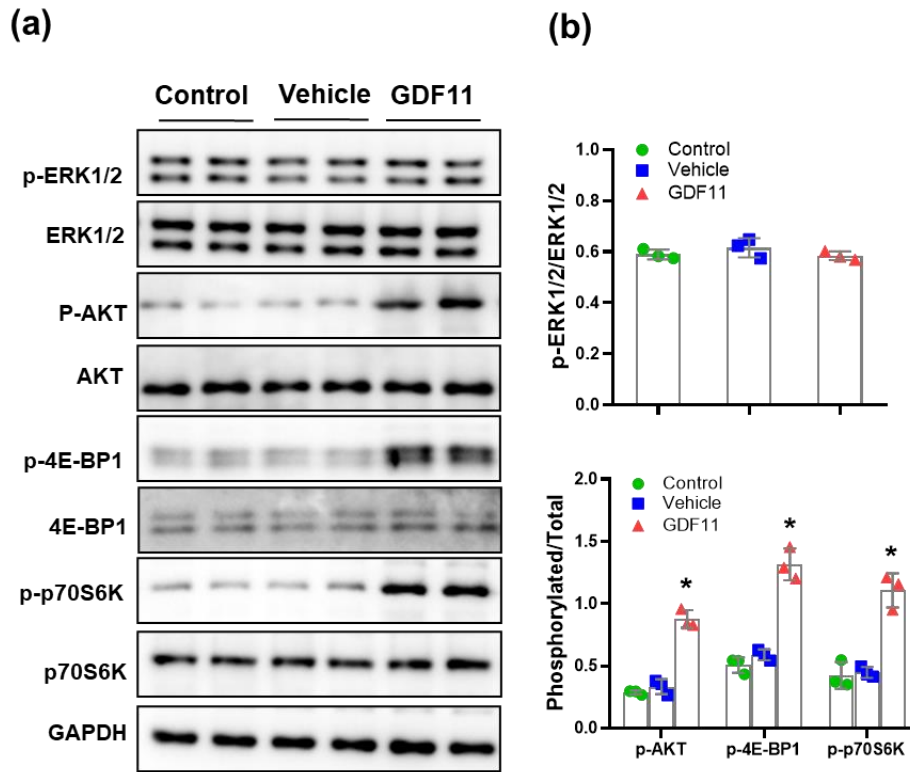 (a)
Control Vehicle GDF11
p-ERK1/2
ERK1/2
P-AKT
AKT
p-4E-BP1
4E-BP1
p-p70S6K
p70S6K
GAPDH
(b)
p-ERK1/2/ERK1/2
1.0
0.8
0.6
0.4
0.2
0.0
Control
Vehicle
GDF11
Phosphorylated/Total
2.0
1.5
1.0
0.5
0.0
Control
Vehicle
GDF11
*
*
*
p-AKT p-4E-BP1 p-p70S6K